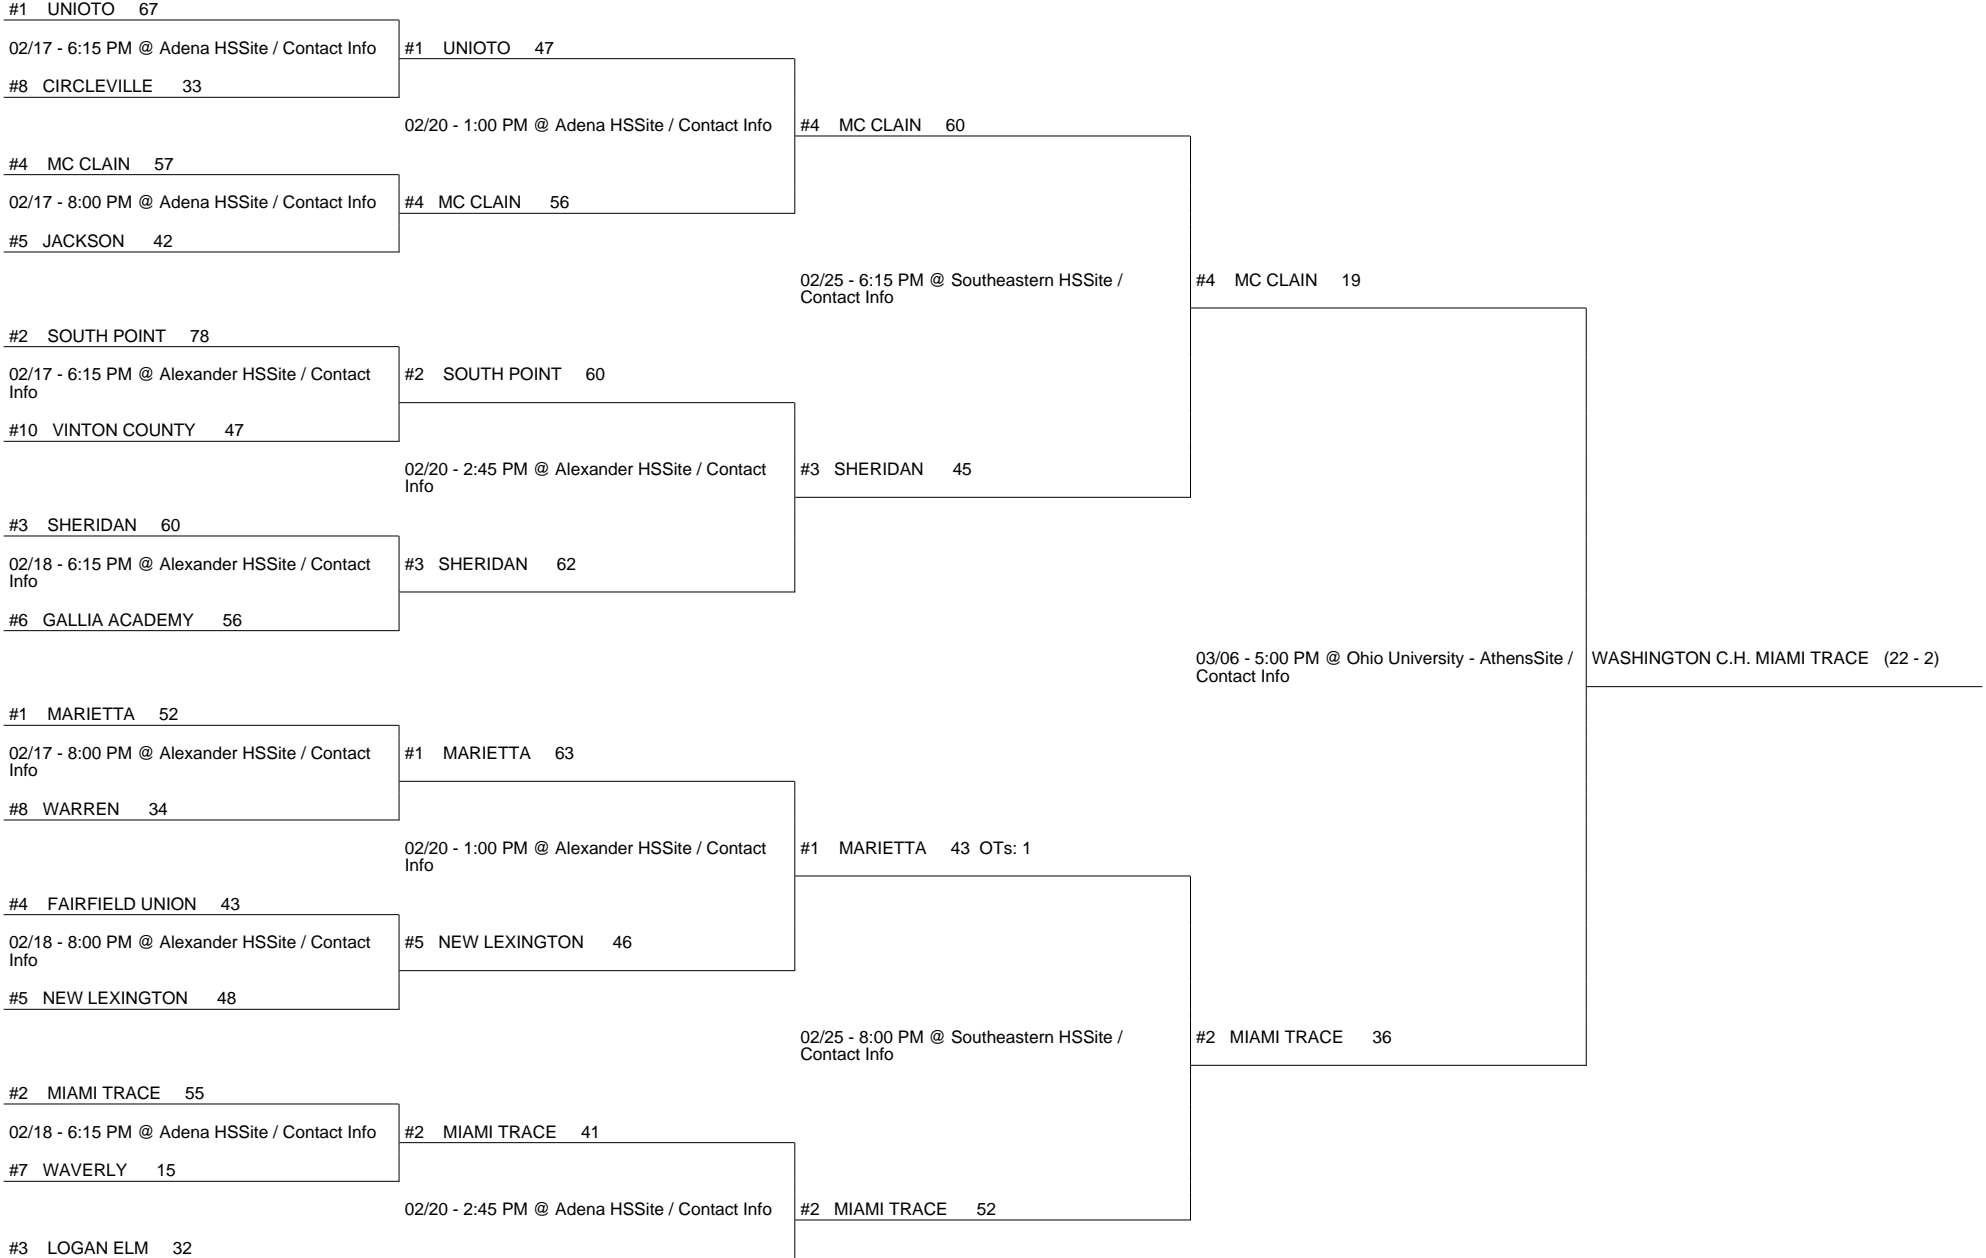 #1 UNIOTO 67
02/17 - 6:15 PM @ Adena HSSite / Contact Info
#8 CIRCLEVILLE 33
#1 UNIOTO 47
02/20 - 1:00 PM @ Adena HSSite / Contact Info
#4 MC CLAIN 60
#4 MC CLAIN 57
02/17 - 8:00 PM @ Adena HSSite / Contact Info
#5 JACKSON 42
#4 MC CLAIN 56
02/25 - 6:15 PM @ Southeastern HSSite /
Contact Info
#4 MC CLAIN 19
#2 SOUTH POINT 78
02/17 - 6:15 PM @ Alexander HSSite / Contact
Info
#10 VINTON COUNTY 47
#2 SOUTH POINT 60
02/20 - 2:45 PM @ Alexander HSSite / Contact
Info
#3 SHERIDAN 45
#3 SHERIDAN 60
02/18 - 6:15 PM @ Alexander HSSite / Contact
Info
#6 GALLIA ACADEMY 56
#3 SHERIDAN 62
03/06 - 5:00 PM @ Ohio University - AthensSite /
Contact Info
WASHINGTON C.H. MIAMI TRACE (22 - 2)
#1 MARIETTA 52
02/17 - 8:00 PM @ Alexander HSSite / Contact
Info
#8 WARREN 34
#1 MARIETTA 63
02/20 - 1:00 PM @ Alexander HSSite / Contact
Info
#1 MARIETTA 43 OTs: 1
#4 FAIRFIELD UNION 43
02/18 - 8:00 PM @ Alexander HSSite / Contact
Info
#5 NEW LEXINGTON 48
#5 NEW LEXINGTON 46
02/25 - 8:00 PM @ Southeastern HSSite /
Contact Info
#2 MIAMI TRACE 36
#2 MIAMI TRACE 55
02/18 - 6:15 PM @ Adena HSSite / Contact Info
#7 WAVERLY 15
#2 MIAMI TRACE 41
02/20 - 2:45 PM @ Adena HSSite / Contact Info
#2 MIAMI TRACE 52
#3 LOGAN ELM 32